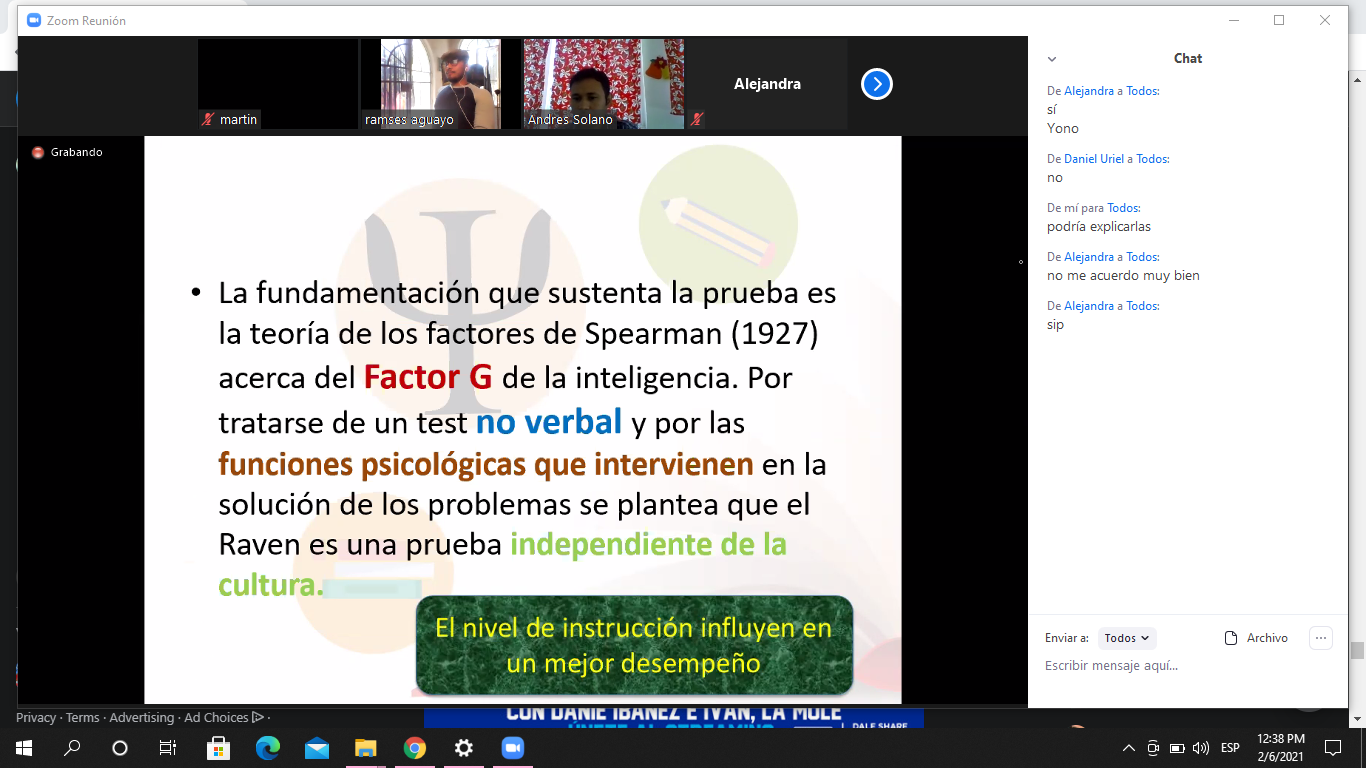 Zoom Reunión
martin
ramses aguayo
Andres Solano
Alejandra
Grabando
• La fundamentación que sustenta la prueba es
la teoría de los factores de Spearman (1927)
acerca del Factor G de la inteligencia. Por
tratarse de un test no verbal y por las
funciones psicológicas que intervienen en la
solución de los problemas se plantea que el
Raven es una prueba independiente de la
cultura.
El nivel de instrucción influyen en
un mejor desempeño
Chat
De Alejandra a Todos:
sí
Yono
De Daniel Uriel a Todos:
no
De mí para Todos:
podría explicarlas
De Alejandra a Todos:
no me acuerdo muy bien
De Alejandra a Todos:
sip
Enviar a: Todos
Archivo
Escribir mensaje aquí...
Privacy · Terms · Advertising · Ad Choices ·
CON DANIE IBAÑEZ E IVAN, LA MOLE
DALE SHARE
ESP
12:38 PM
2/6/2021